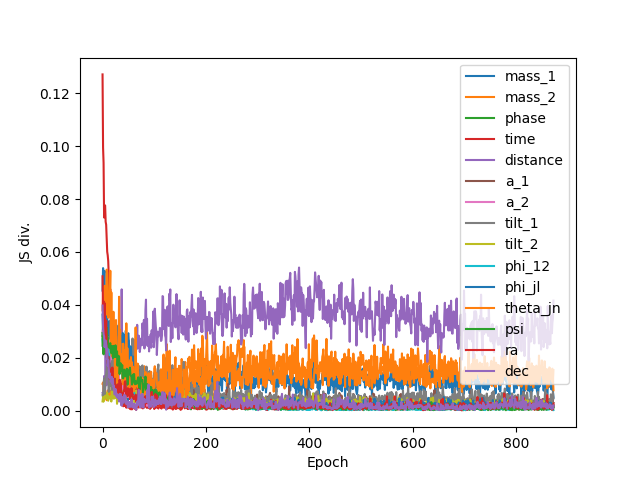 0.12
0.10
0.08
0.06
0.04
0.02
0.00
JS div.
0
200
400
600
800
Epoch
mass_1
mass_2
phase
time
distance
a_1
a_2
tilt_1
tilt_2
phi_12
phi_jl
theta_jn
psi
ra
dec